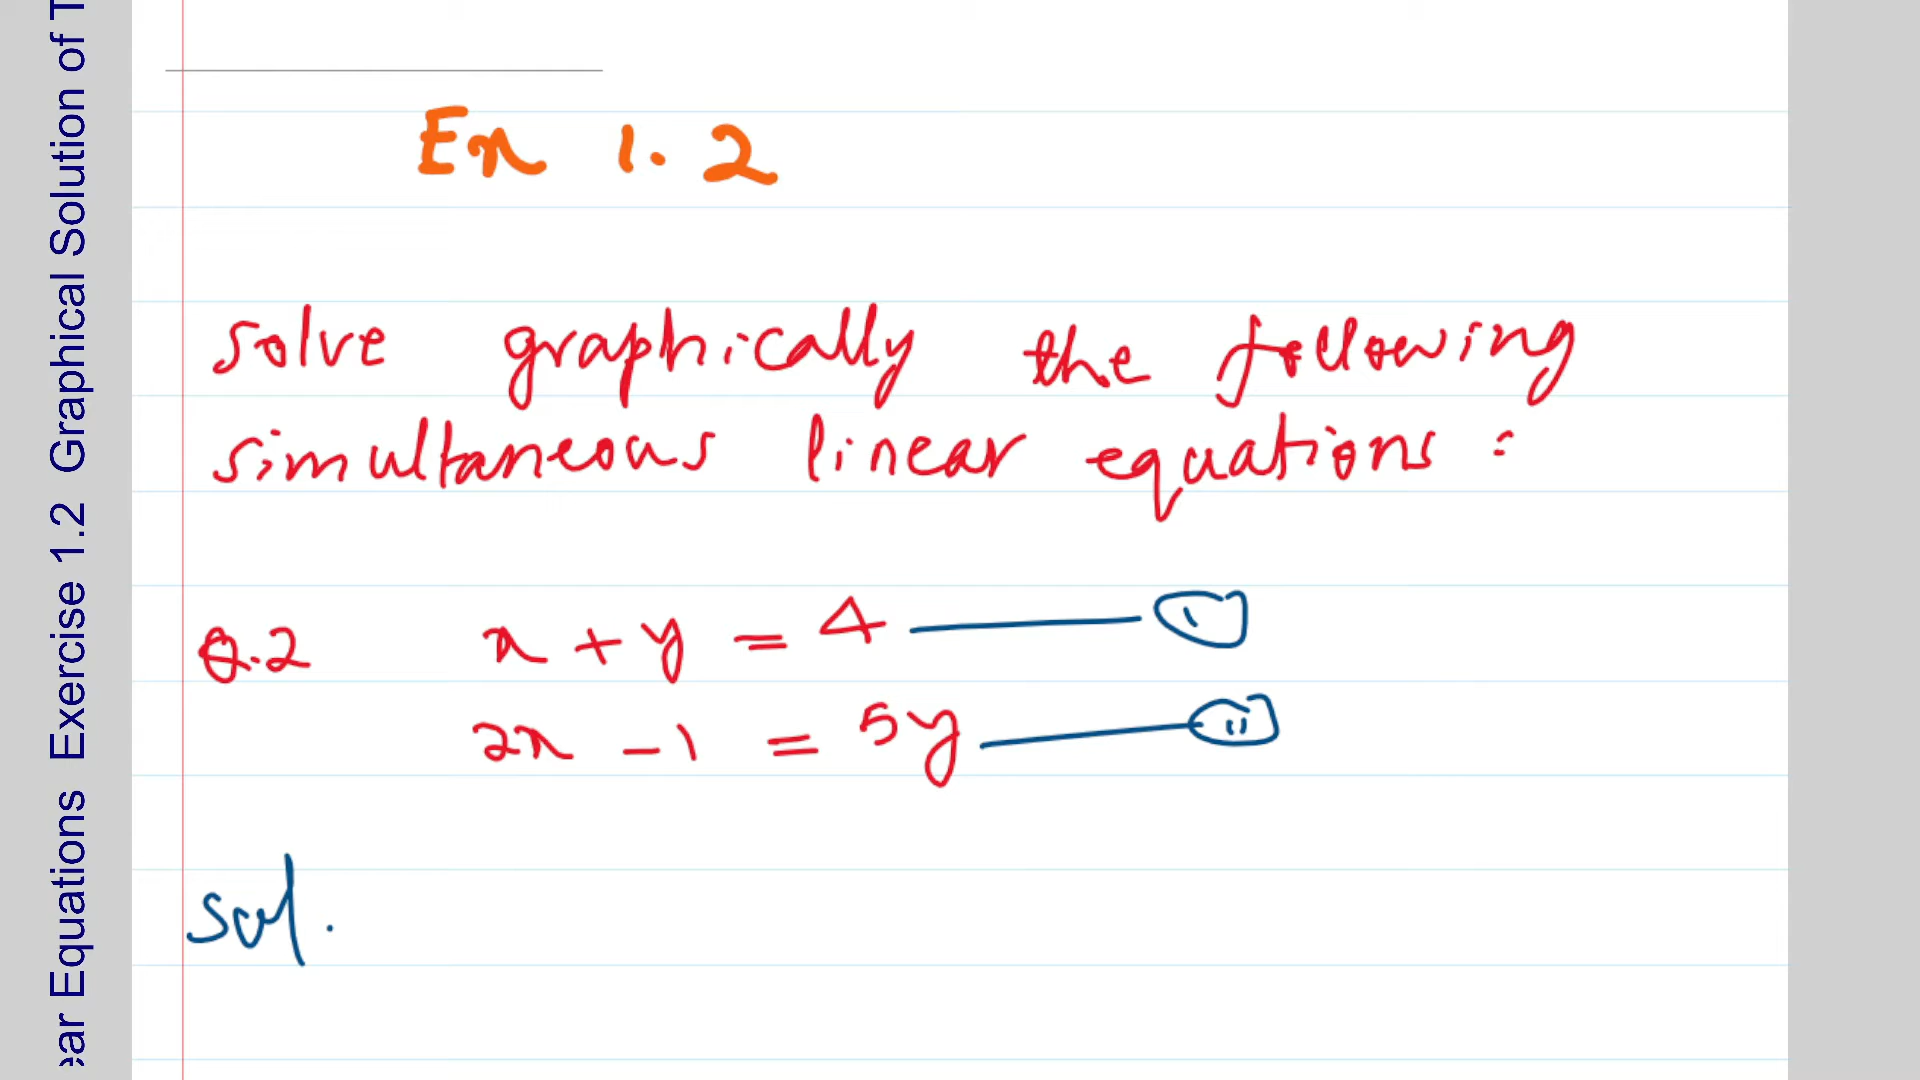 ear Equations Exercise 1.2 Graphical Solution of T
Ex 1.2
solve graphically the following
simultaneous linear equations :
Q.2 x + y = 4 (i)
2x - 1 = 5y (ii)
sol.